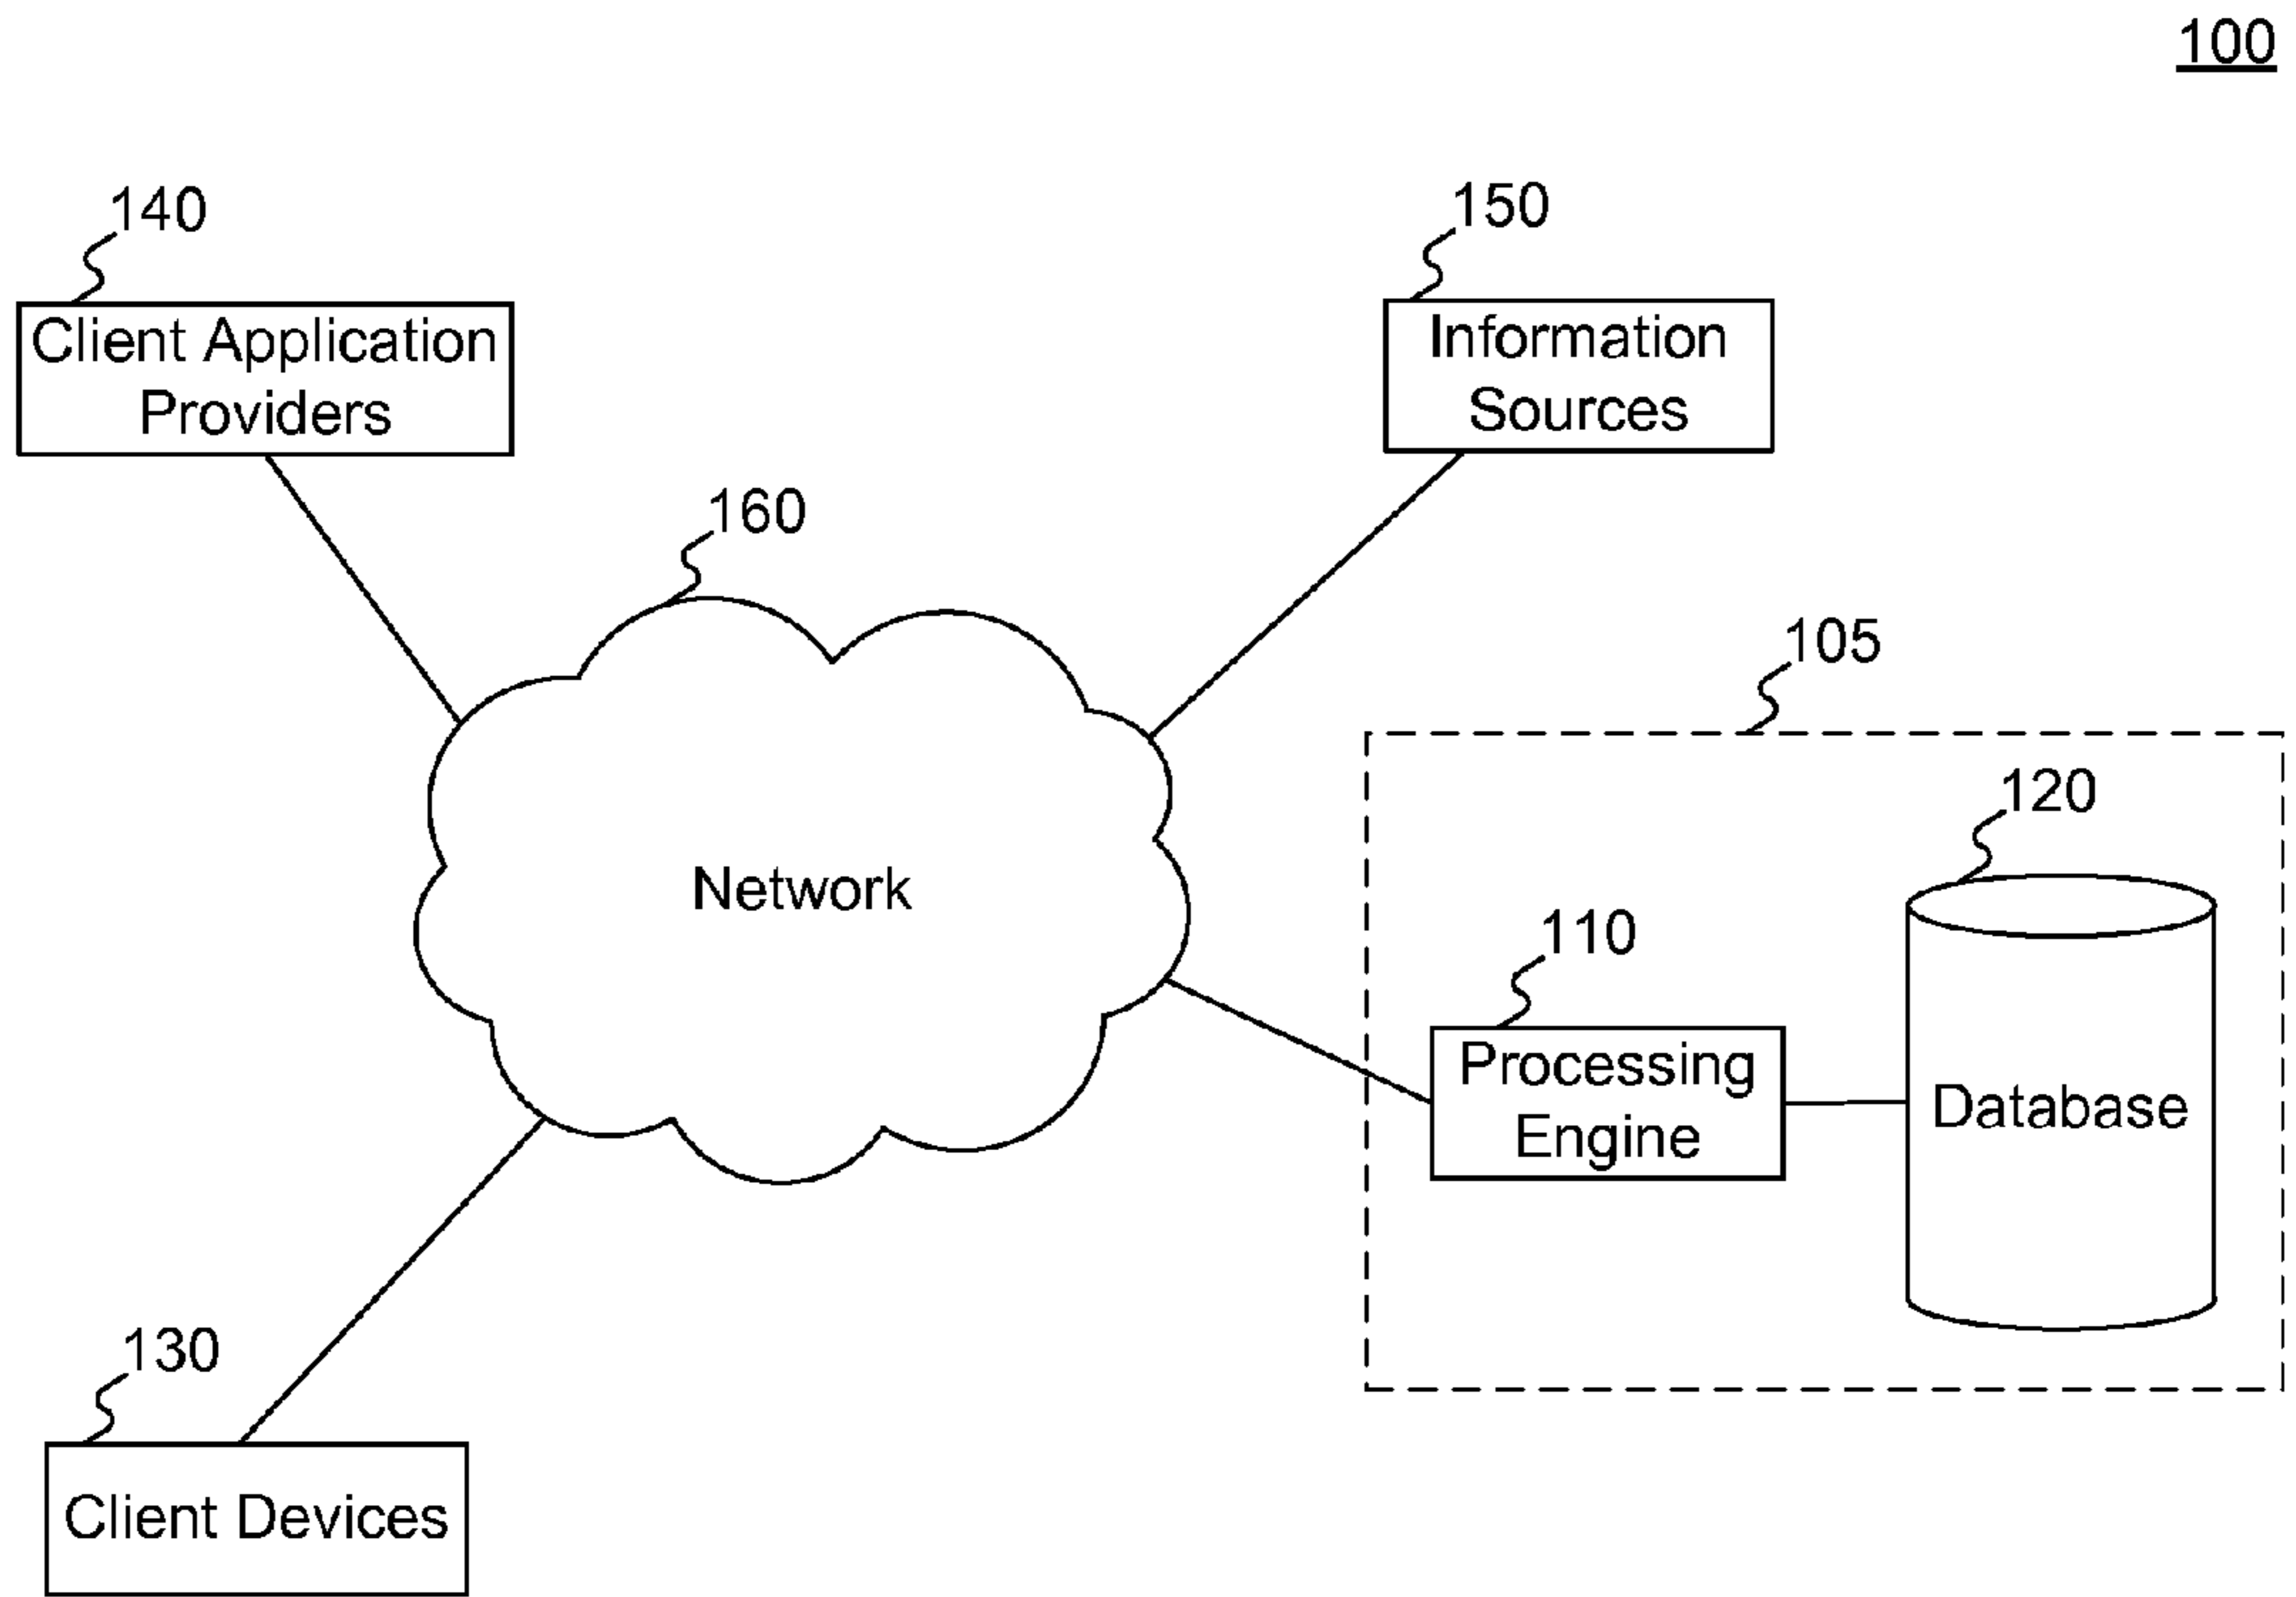 100
140
150
Client Application
Providers
Information
Sources
160
105
120
Network
110
Processing
Engine
Database
130
Client Devices